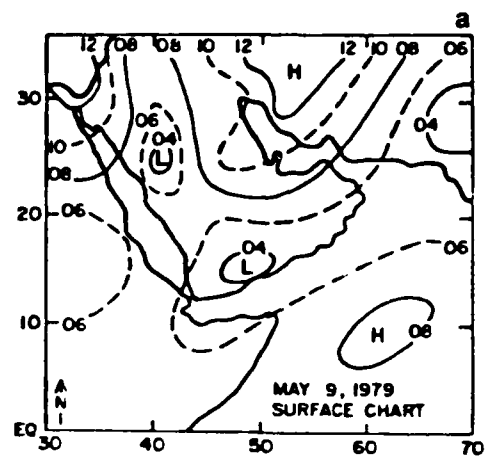 a
12 08 08 10 12 12 10 08 06
H
30
06
04
04
L
10
08
20
04
L
06
06
10
H 08
A
N
I
MAY 9, 1979
SURFACE CHART
EQ
30 40 50 60 70